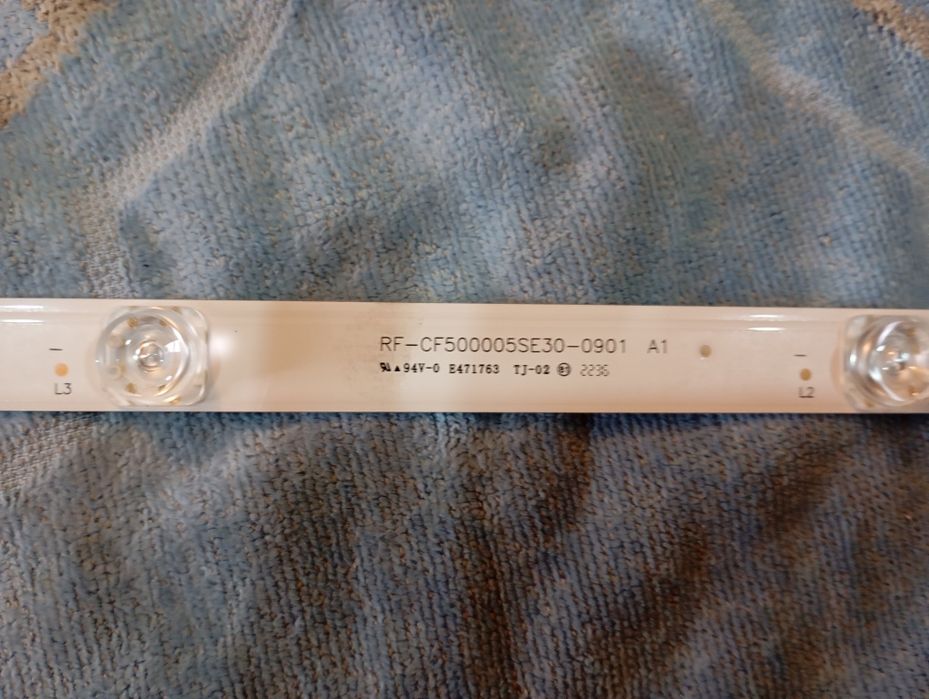 RF-CF500005SE30-0901 A1
94V-0 E471763 TJ-02 2236
L3
L2